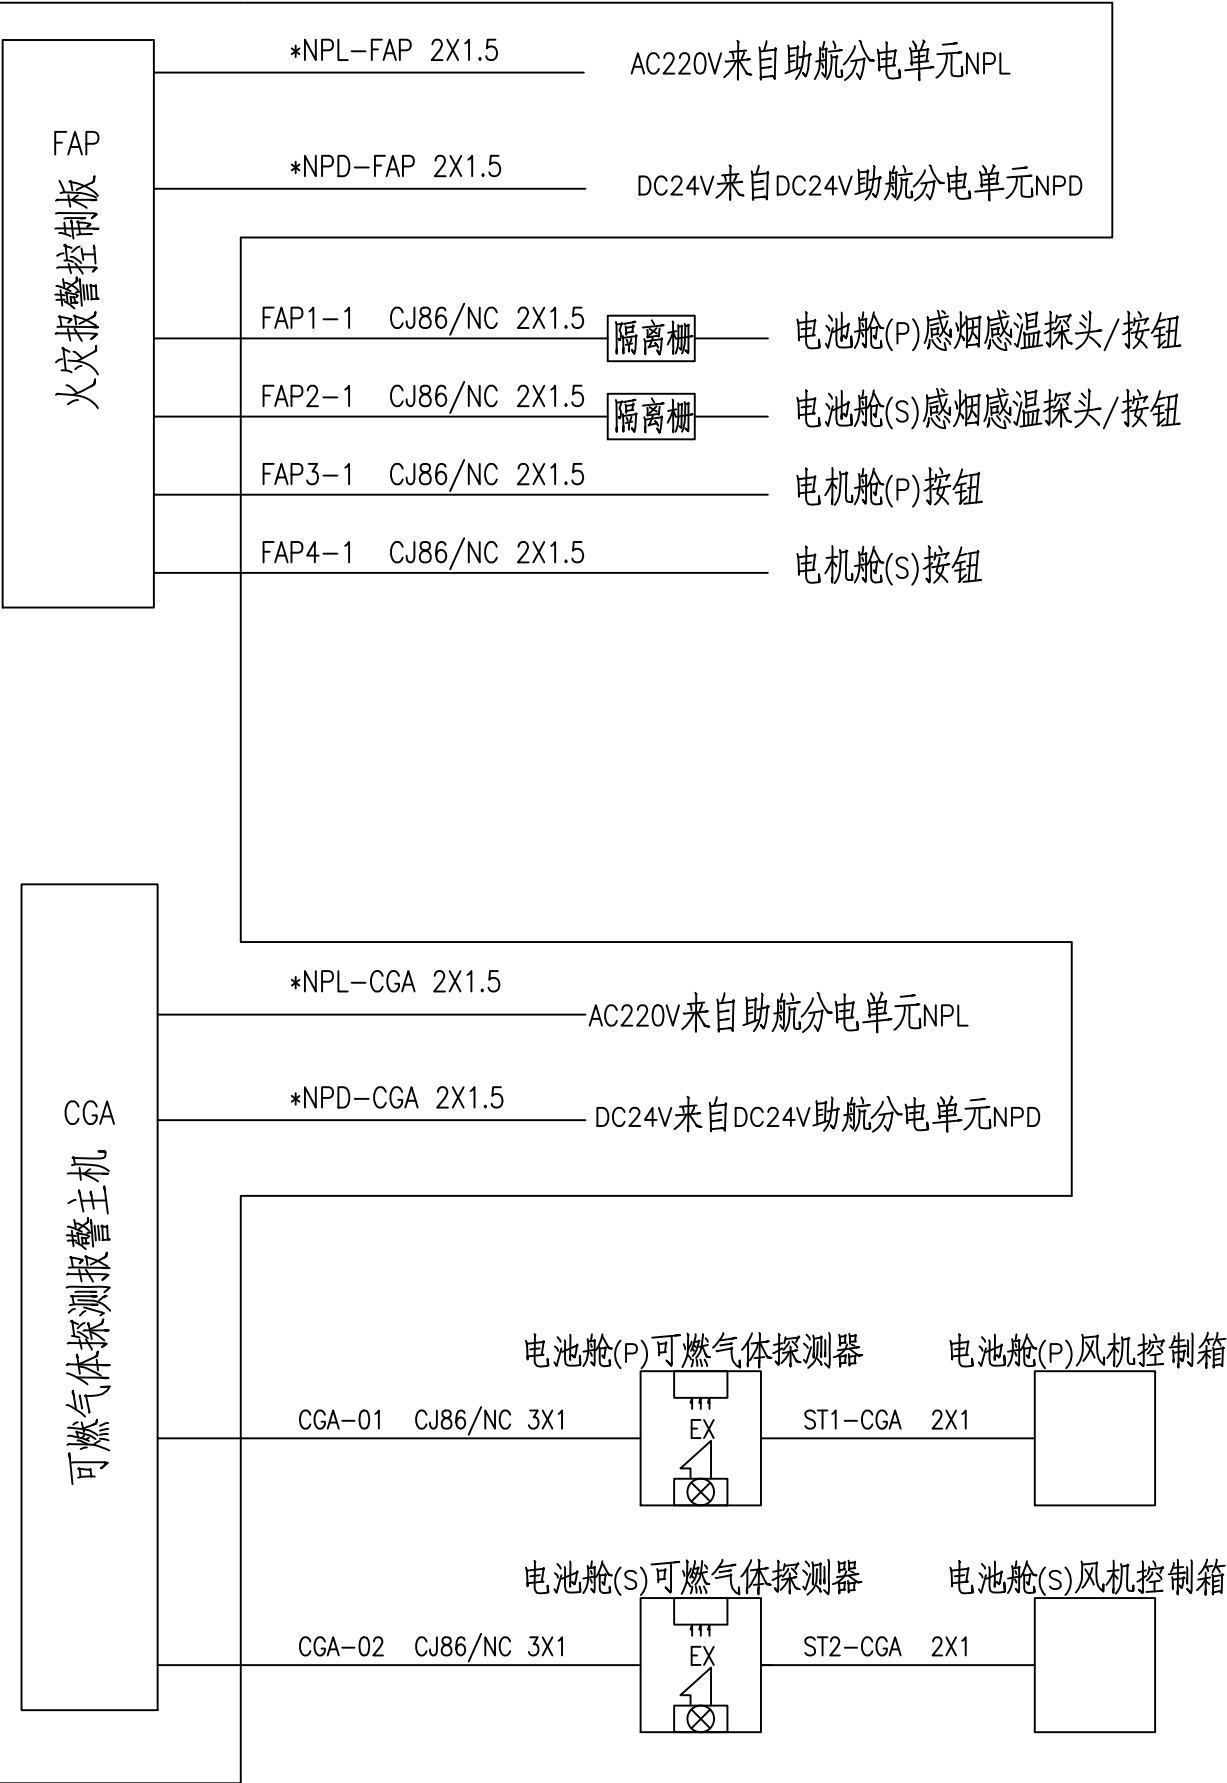 *NPL-FAP 2X1.5
AC220V来自助航分电单元NPL
FAP
火灾报警控制板
*NPD-FAP 2X1.5
DC24V来自DC24V助航分电单元NPD
FAP1-1 CJ86/NC 2X1.5
隔离栅
电池舱(P)感烟感温探头/按钮
FAP2-1 CJ86/NC 2X1.5
隔离栅
电池舱(S)感烟感温探头/按钮
FAP3-1 CJ86/NC 2X1.5
电机舱(P)按钮
FAP4-1 CJ86/NC 2X1.5
电机舱(S)按钮
*NPL-CGA 2X1.5
AC220V来自助航分电单元NPL
*NPD-CGA 2X1.5
DC24V来自DC24V助航分电单元NPD
CGA
可燃气体探测报警主机
电池舱(P)可燃气体探测器
电池舱(P)风机控制箱
CGA-01 CJ86/NC 3X1
EX
ST1-CGA 2X1
电池舱(S)可燃气体探测器
电池舱(S)风机控制箱
CGA-02 CJ86/NC 3X1
EX
ST2-CGA 2X1